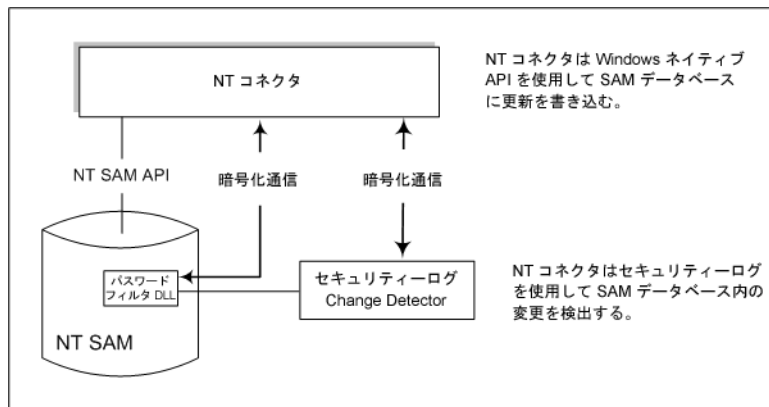 NT コネクタ
NT コネクタは Windows ネイティブ
API を使用して SAM データベース
に更新を書き込む。
NT SAM API
暗号化通信
暗号化通信
パスワード
フィルタ DLL
セキュリティーログ
Change Detector
NT コネクタはセキュリティーログ
を使用して SAM データベース内の
変更を検出する。
NT SAM